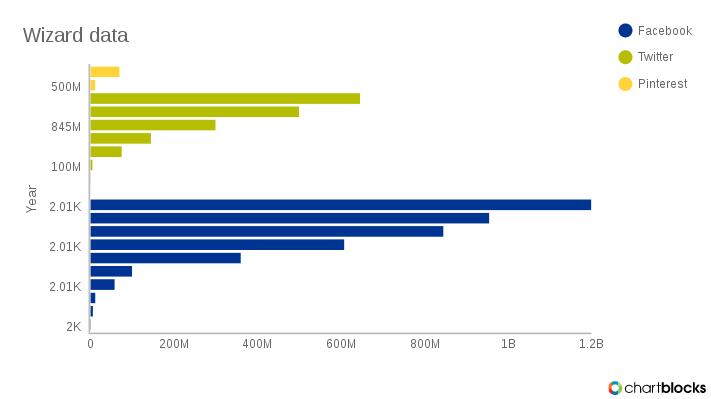 Wizard data
Facebook
Twitter
Pinterest
500M
845M
100M
Year
2.01K
2.01K
2.01K
2K
0 200M 400M 600M 800M 1B 1.2B
chartblocks